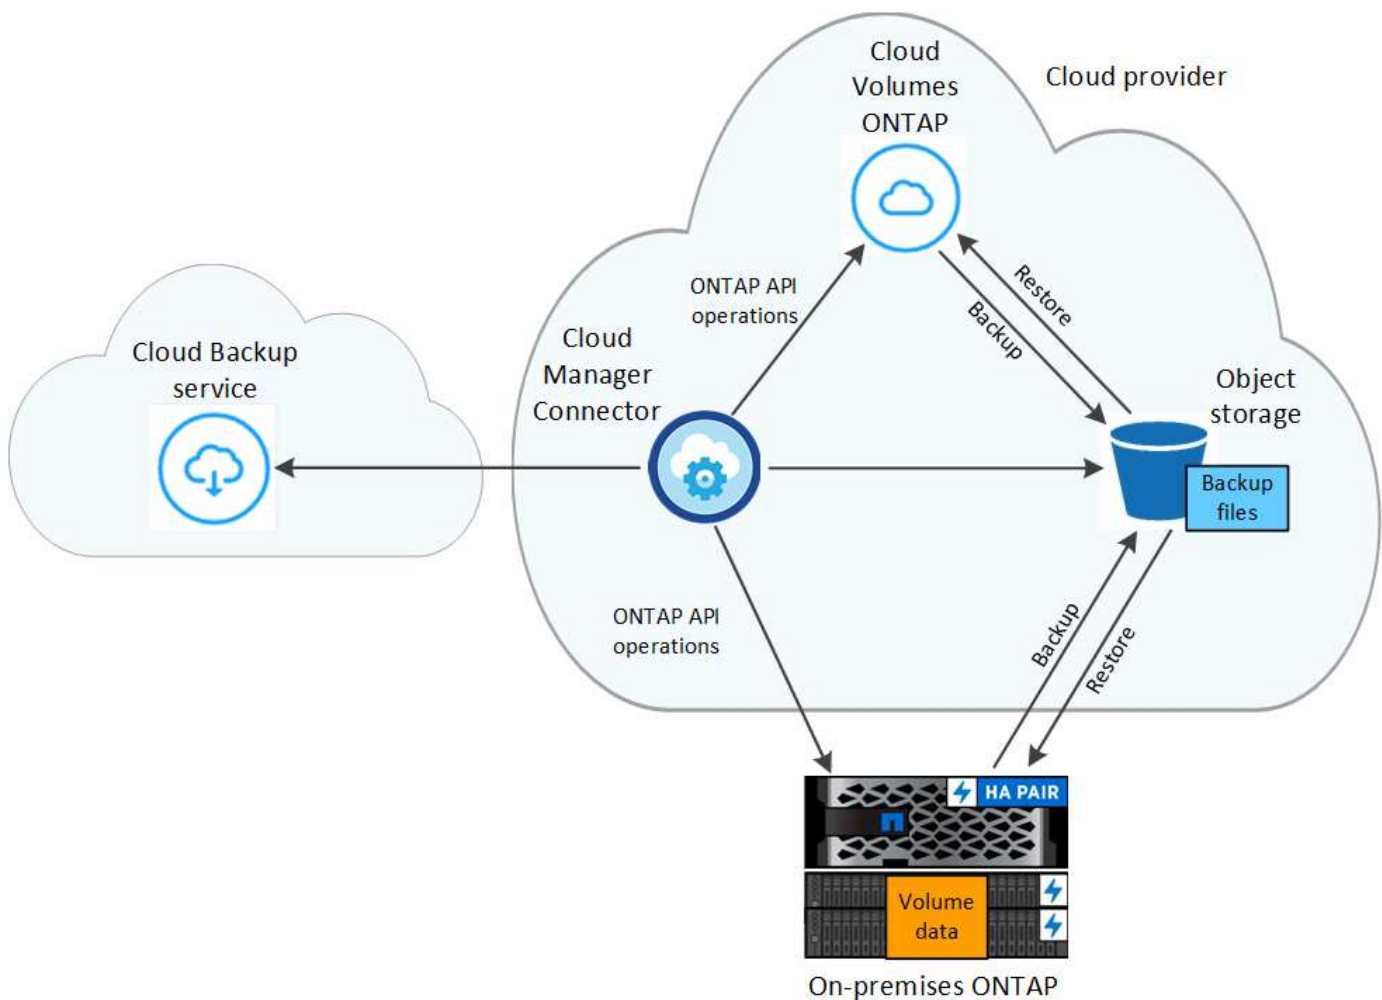 Cloud
Volumes
ONTAP
Cloud provider
ONTAP API
operations
Restore
Backup
Cloud Backup
service
Cloud
Manager
Connector
Object
storage
Backup
files
ONTAP API
operations
Backup
Restore
HA PAIR
Volume
data
On-premises ONTAP